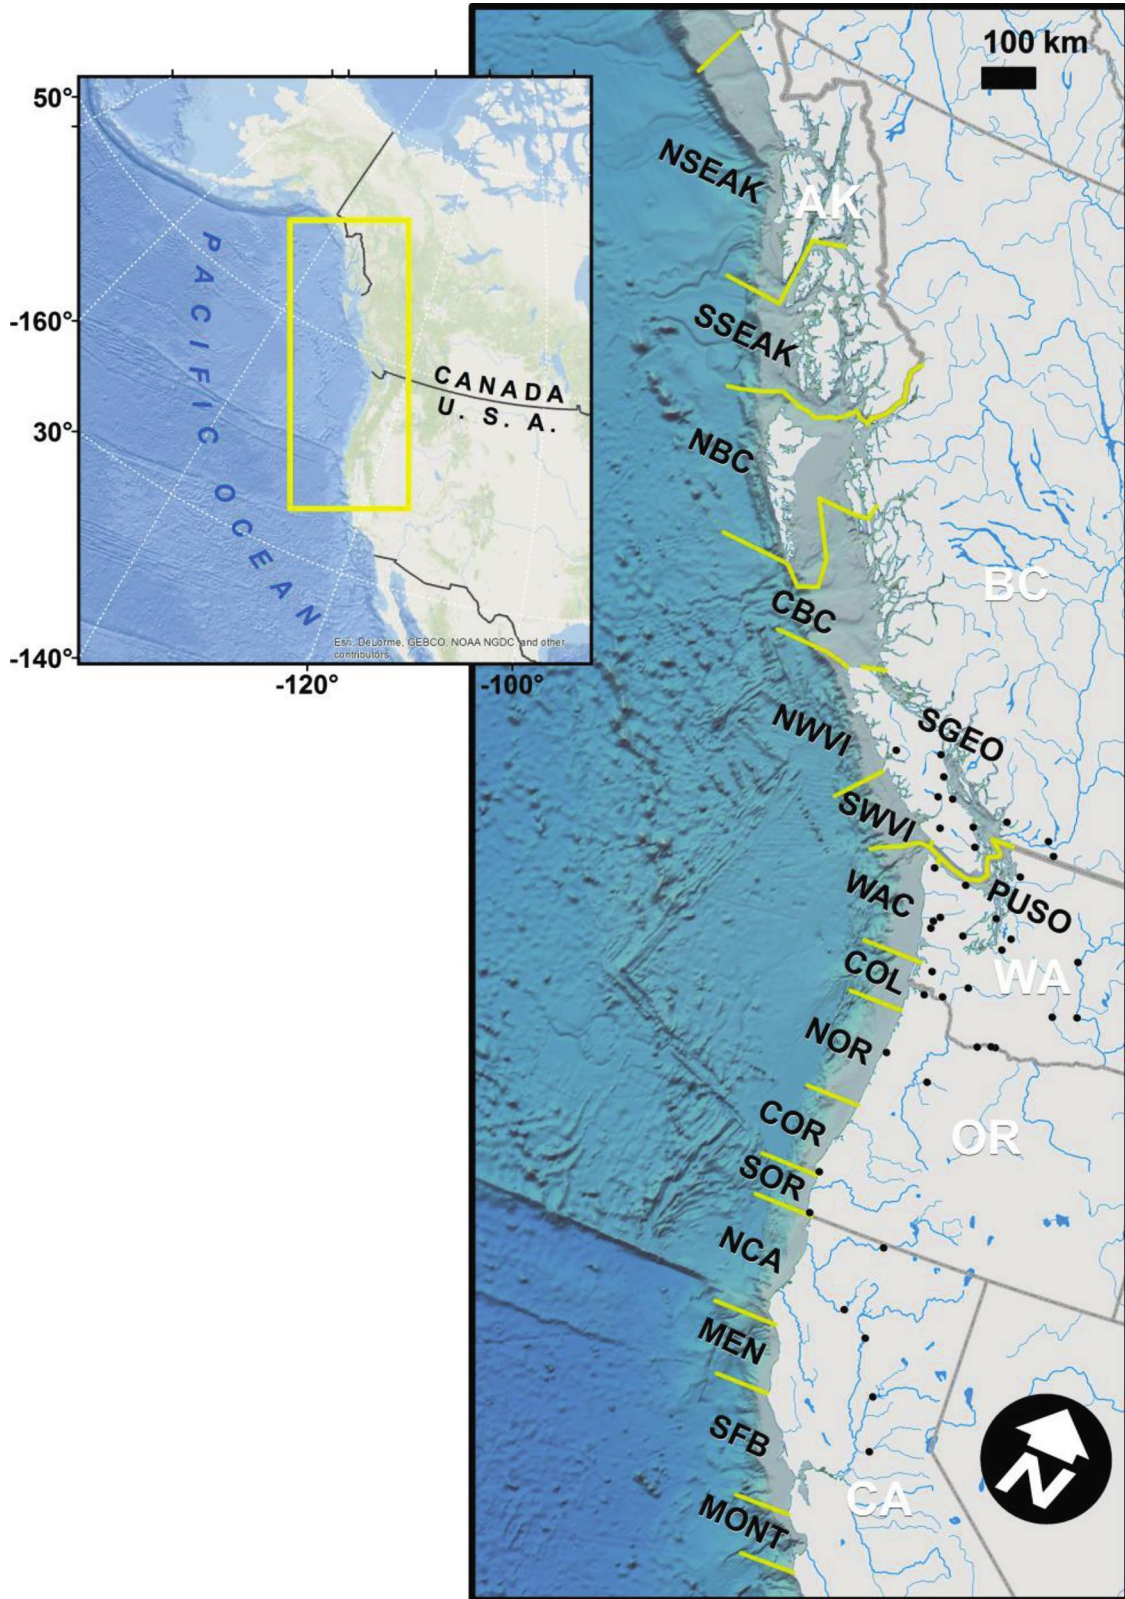 100 km
50°
-160°
30°
-140°
-120°
-100°
PACIFIC OCEAN
CANADA
U. S. A.
Esri, DeLorme, GEBCO, NOAA NGDC, and other
contributors
NSEAK
AK
SSEAK
NBC
BC
CBC
NWVI
SGEO
SWVI
WAC
PUSO
COL
WA
NOR
COR
OR
SOR
NCA
MEN
SFB
CA
MONT
N